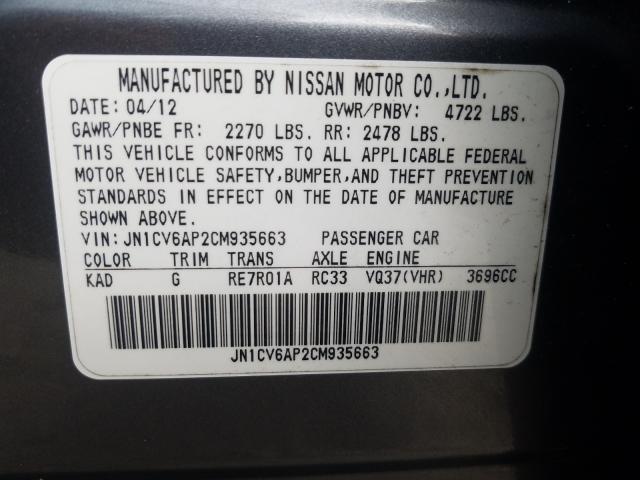 MANUFACTURED BY NISSAN MOTOR CO.,LTD.
DATE: 04/12 GVWR/PNBV: 4722 LBS.
GAWR/PNBE FR: 2270 LBS. RR: 2478 LBS.
THIS VEHICLE CONFORMS TO ALL APPLICABLE FEDERAL
MOTOR VEHICLE SAFETY,BUMPER,AND THEFT PREVENTION
STANDARDS IN EFFECT ON THE DATE OF MANUFACTURE
SHOWN ABOVE.
VIN: JN1CV6AP2CM935663 PASSENGER CAR
COLOR TRIM TRANS AXLE ENGINE
KAD G RE7R01A RC33 VQ37(VHR) 3696CC
JN1CV6AP2CM935663